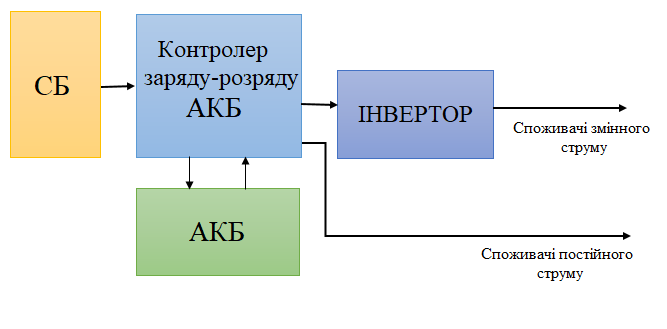 СБ
Контролер
заряду-розряду
АКБ
ІНВЕРТОР
Споживачі змінного
струму
АКБ
Споживачі постійного
струму